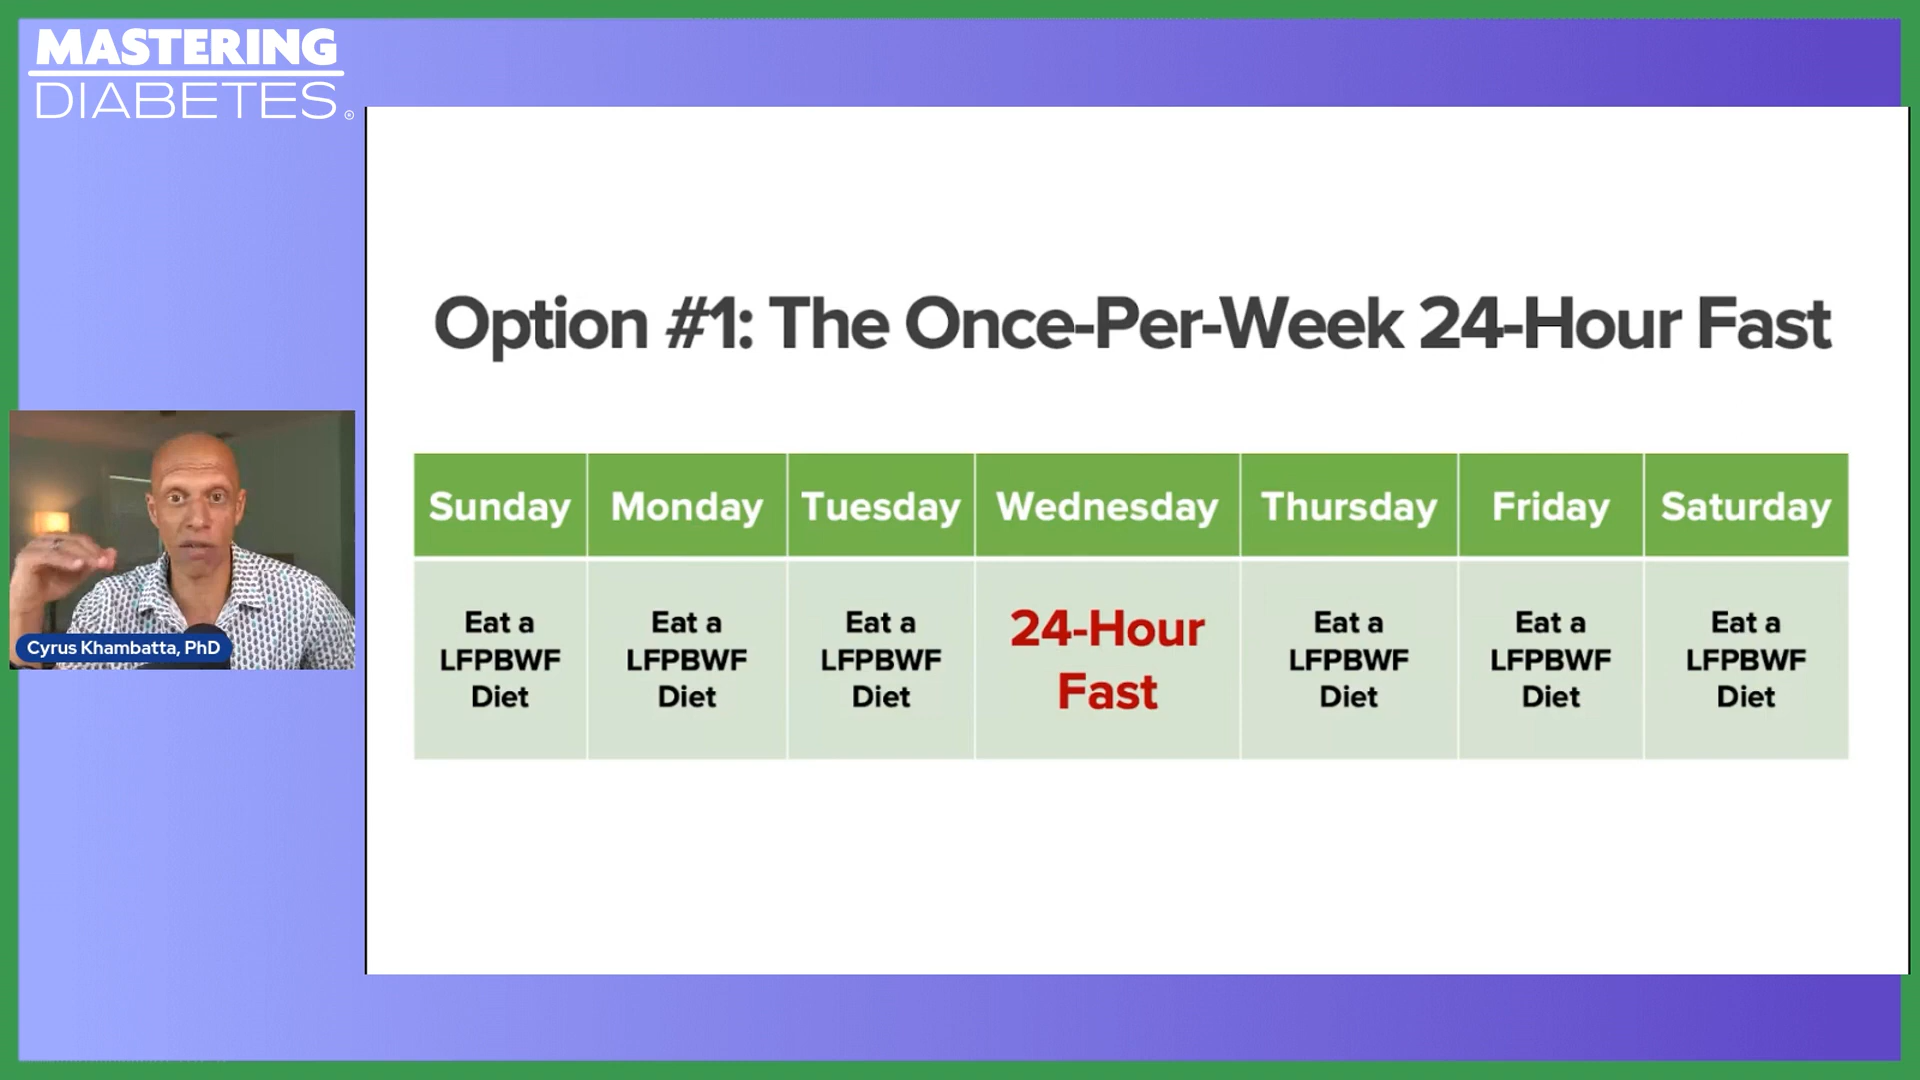 MASTERING
DIABETES®
Option #1: The Once-Per-Week 24-Hour Fast
Sunday Monday Tuesday Wednesday Thursday Friday Saturday
Eat a LFPBWF Diet
Eat a LFPBWF Diet
Eat a LFPBWF Diet
24-Hour Fast
Eat a LFPBWF Diet
Eat a LFPBWF Diet
Eat a LFPBWF Diet
Cyrus Khambatta, PhD